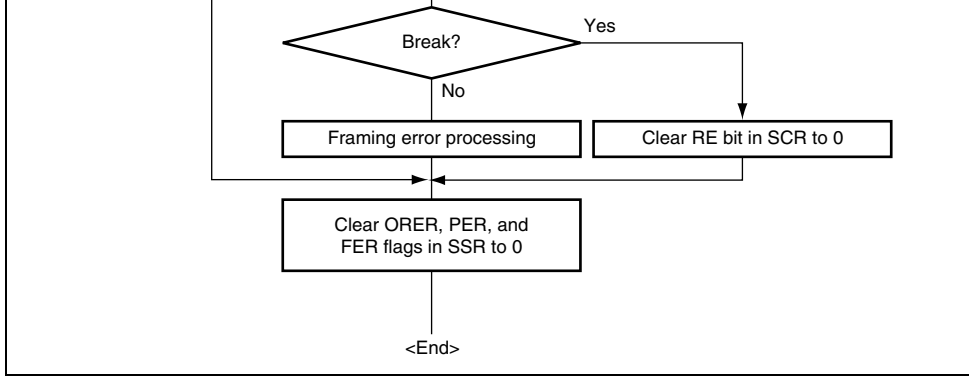 Break?
Yes
No
Framing error processing
Clear RE bit in SCR to 0
Clear ORER, PER, and
FER flags in SSR to 0
<End>